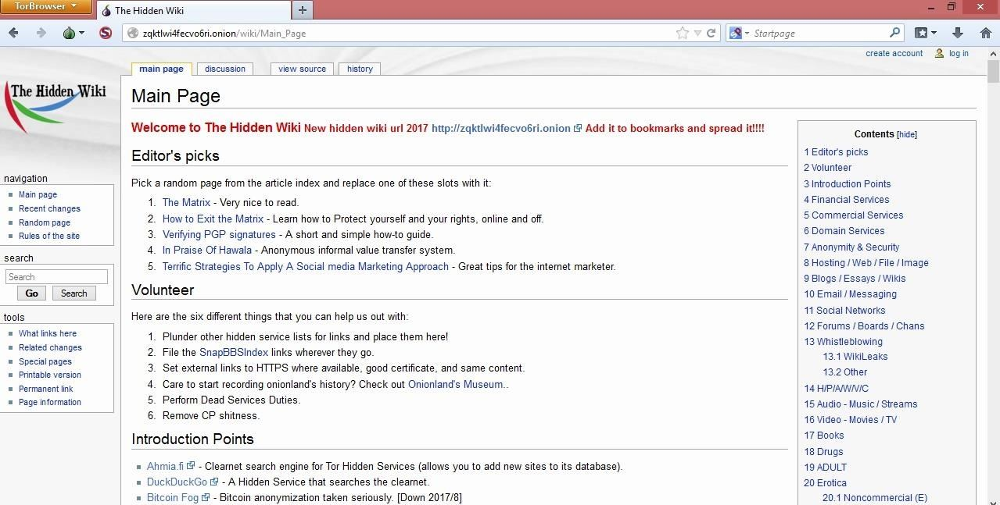 TorBrowser
The Hidden Wiki
zqktlwi4fecvo6ri.onion/wiki/Main_Page
Startpage
create account
log in
The Hidden Wiki
main page
discussion
view source
history
Main Page
Welcome to The Hidden Wiki New hidden wiki url 2017 http://zqktlwi4fecvo6ri.onion Add it to bookmarks and spread it!!!!
Editor's picks
Pick a random page from the article index and replace one of these slots with it:
1. The Matrix - Very nice to read.
2. How to Exit the Matrix - Learn how to Protect yourself and your rights, online and off.
3. Verifying PGP signatures - A short and simple how-to guide.
4. In Praise Of Hawala - Anonymous informal value transfer system.
5. Terrific Strategies To Apply A Social media Marketing Approach - Great tips for the internet marketer.
Volunteer
Here are the six different things that you can help us out with:
1. Plunder other hidden service lists for links and place them here!
2. File the SnapBBSIndex links wherever they go.
3. Set external links to HTTPS where available, good certificate, and same content.
4. Care to start recording onionland's history? Check out Onionland's Museum..
5. Perform Dead Services Duties.
6. Remove CP shitness.
Introduction Points
Ahmia.fi - Clearnet search engine for Tor Hidden Services (allows you to add new sites to its database).
DuckDuckGo - A Hidden Service that searches the clearnet.
Bitcoin Fog - Bitcoin anonymization taken seriously. [Down 2017/8]
navigation
Main page
Recent changes
Random page
Rules of the site
search
Search
Go
Search
tools
What links here
Related changes
Special pages
Printable version
Permanent link
Page information
Contents [hide]
1 Editor's picks
2 Volunteer
3 Introduction Points
4 Financial Services
5 Commercial Services
6 Domain Services
7 Anonymity & Security
8 Hosting / Web / File / Image
9 Blogs / Essays / Wikis
10 Email / Messaging
11 Social Networks
12 Forums / Boards / Chans
13 Whistleblowing
13.1 WikiLeaks
13.2 Other
14 H/P/A/W/V/C
15 Audio - Music / Streams
16 Video - Movies / TV
17 Books
18 Drugs
19 ADULT
20 Erotica
20.1 Noncommercial (E)